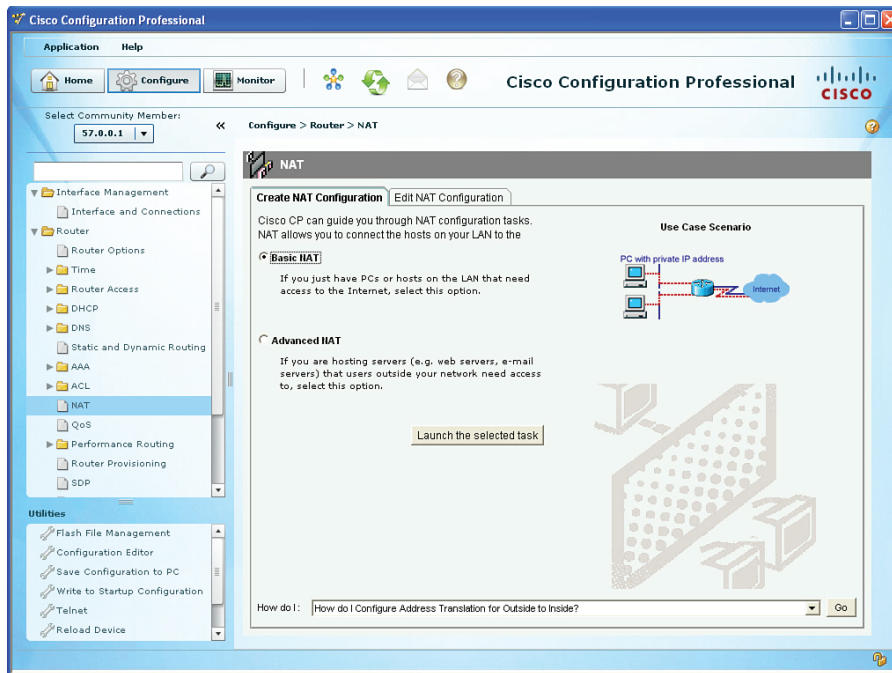 Cisco Configuration Professional
Application Help
Home
Configure
Monitor
Cisco Configuration Professional
CISCO
Select Community Member:
57.0.0.1
«
Configure > Router > NAT
Interface Management
Interface and Connections
Router
Router Options
Time
Router Access
DHCP
DNS
Static and Dynamic Routing
AAA
ACL
NAT
QoS
Performance Routing
Router Provisioning
SDP
Utilities
Flash File Management
Configuration Editor
Save Configuration to PC
Write to Startup Configuration
Telnet
Reload Device
NAT
Create NAT Configuration
Edit NAT Configuration
Cisco CP can guide you through NAT configuration tasks.
NAT allows you to connect the hosts on your LAN to the
Basic NAT
If you just have PCs or hosts on the LAN that need
access to the Internet, select this option.
Advanced NAT
If you are hosting servers (e.g. web servers, e-mail
servers) that users outside your network need access
to, select this option.
Launch the selected task
Use Case Scenario
PC with private IP address
Internet
How do I:
How do I Configure Address Translation for Outside to Inside?
Go